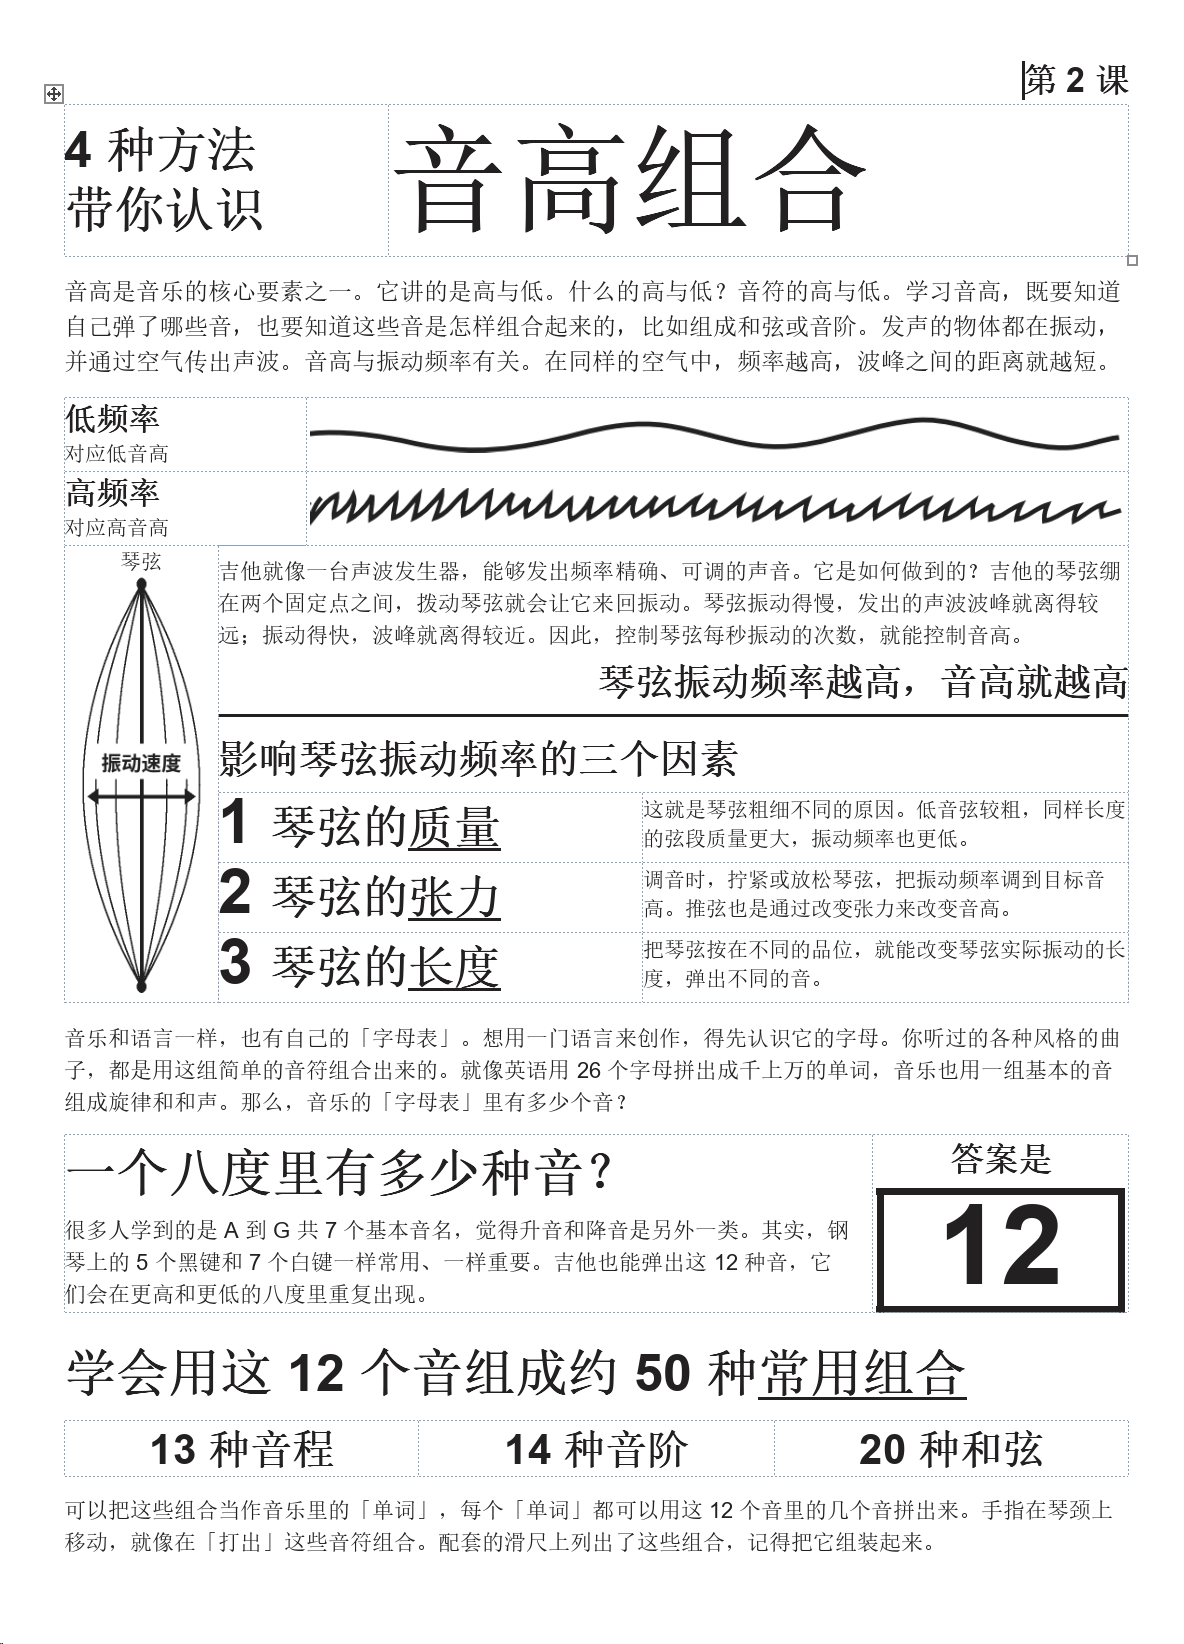 第 2 课
4 种方法
带你认识
音高组合
音高是音乐的核心要素之一。它讲的是高与低。什么的高与低？音符的高与低。学习音高，既要知道
自己弹了哪些音，也要知道这些音是怎样组合起来的，比如组成和弦或音阶。发声的物体都在振动，
并通过空气传出声波。音高与振动频率有关。在同样的空气中，频率越高，波峰之间的距离就越短。
低频率
对应低音高
高频率
对应高音高
琴弦
振动速度
吉他就像一台声波发生器，能够发出频率精确、可调的声音。它是如何做到的？吉他的琴弦绷
在两个固定点之间，拨动琴弦就会让它来回振动。琴弦振动得慢，发出的声波波峰就离得较
远；振动得快，波峰就离得较近。因此，控制琴弦每秒振动的次数，就能控制音高。
琴弦振动频率越高，音高就越高
影响琴弦振动频率的三个因素
1 琴弦的质量
这就是琴弦粗细不同的原因。低音弦较粗，同样长度
的弦段质量更大，振动频率也更低。
2 琴弦的张力
调音时，拧紧或放松琴弦，把振动频率调到目标音
高。推弦也是通过改变张力来改变音高。
3 琴弦的长度
把琴弦按在不同的品位，就能改变琴弦实际振动的长
度，弹出不同的音。
音乐和语言一样，也有自己的「字母表」。想用一门语言来创作，得先认识它的字母。你听过的各种风格的曲
子，都是用这组简单的音符组合出来的。就像英语用 26 个字母拼出成千上万的单词，音乐也用一组基本的音
组成旋律和和声。那么，音乐的「字母表」里有多少个音？
一个八度里有多少种音？
很多人学到的是 A 到 G 共 7 个基本音名，觉得升音和降音是另外一类。其实，钢
琴上的 5 个黑键和 7 个白键一样常用、一样重要。吉他也能弹出这 12 种音，它
们会在更高和更低的八度里重复出现。
答案是
12
学会用这 12 个音组成约 50 种常用组合
13 种音程
14 种音阶
20 种和弦
可以把这些组合当作音乐里的「单词」，每个「单词」都可以用这 12 个音里的几个音拼出来。手指在琴颈上
移动，就像在「打出」这些音符组合。配套的滑尺上列出了这些组合，记得把它组装起来。